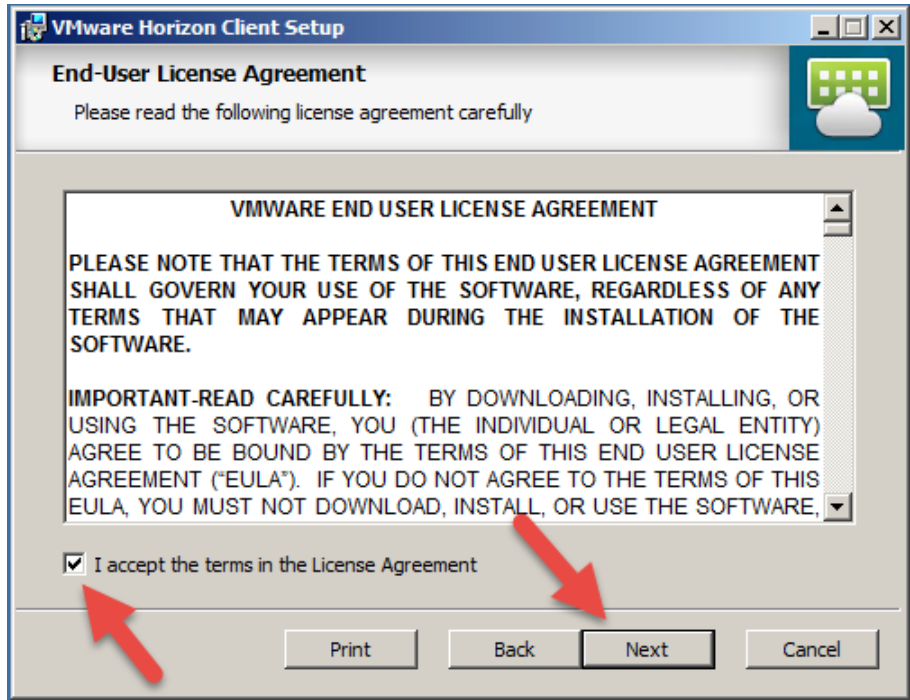 VMware Horizon Client Setup
End-User License Agreement
Please read the following license agreement carefully
VMWARE END USER LICENSE AGREEMENT
PLEASE NOTE THAT THE TERMS OF THIS END USER LICENSE AGREEMENT
SHALL GOVERN YOUR USE OF THE SOFTWARE, REGARDLESS OF ANY
TERMS THAT MAY APPEAR DURING THE INSTALLATION OF THE
SOFTWARE.
IMPORTANT-READ CAREFULLY: BY DOWNLOADING, INSTALLING, OR
USING THE SOFTWARE, YOU (THE INDIVIDUAL OR LEGAL ENTITY)
AGREE TO BE BOUND BY THE TERMS OF THIS END USER LICENSE
AGREEMENT (“EULA”). IF YOU DO NOT AGREE TO THE TERMS OF THIS
EULA, YOU MUST NOT DOWNLOAD, INSTALL, OR USE THE SOFTWARE,
I accept the terms in the License Agreement
Print Back Next Cancel